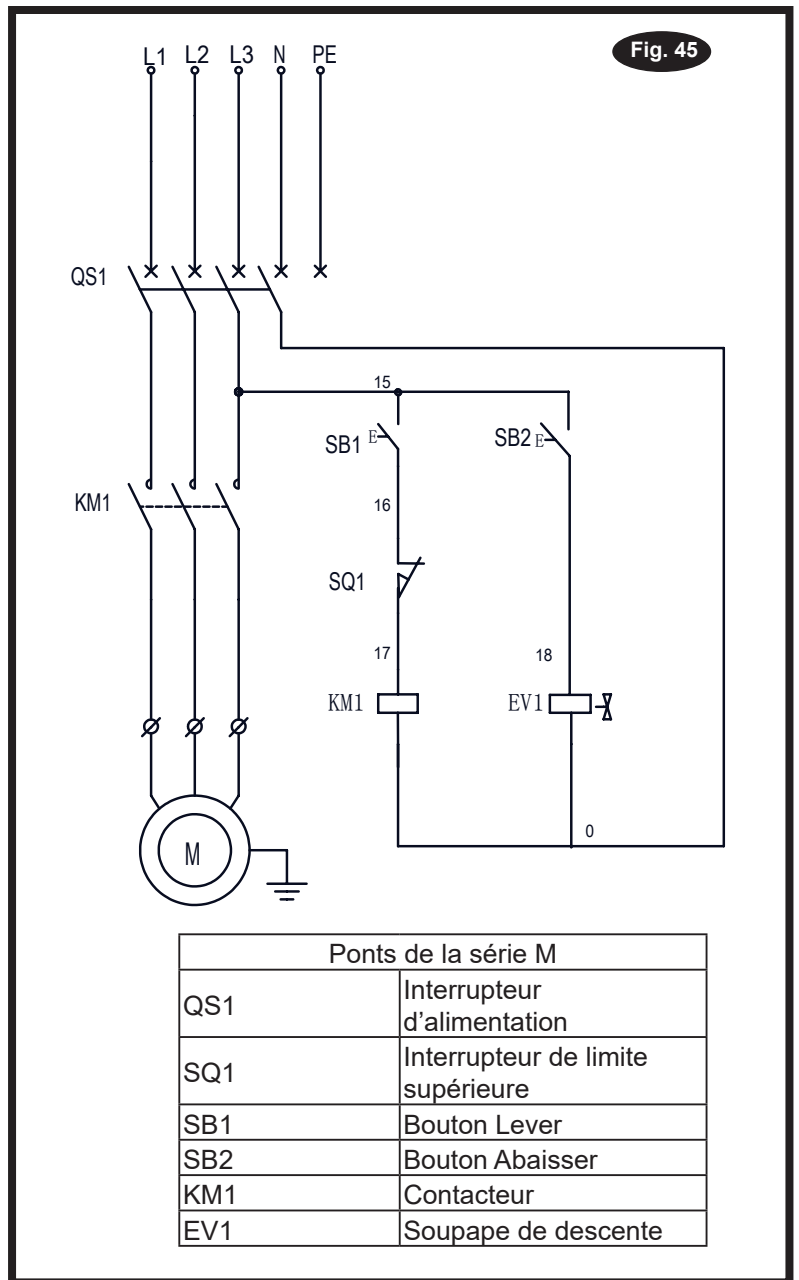 L1 L2 L3 N PE
Fig. 45
QS1
15
SB1 E
SB2 E
16
KM1
SQ1
17
18
KM1
EV1
0
M
Ponts de la série M
QS1 Interrupteur
d'alimentation
SQ1 Interrupteur de limite
supérieure
SB1 Bouton Lever
SB2 Bouton Abaisser
KM1 Contacteur
EV1 Soupape de descente